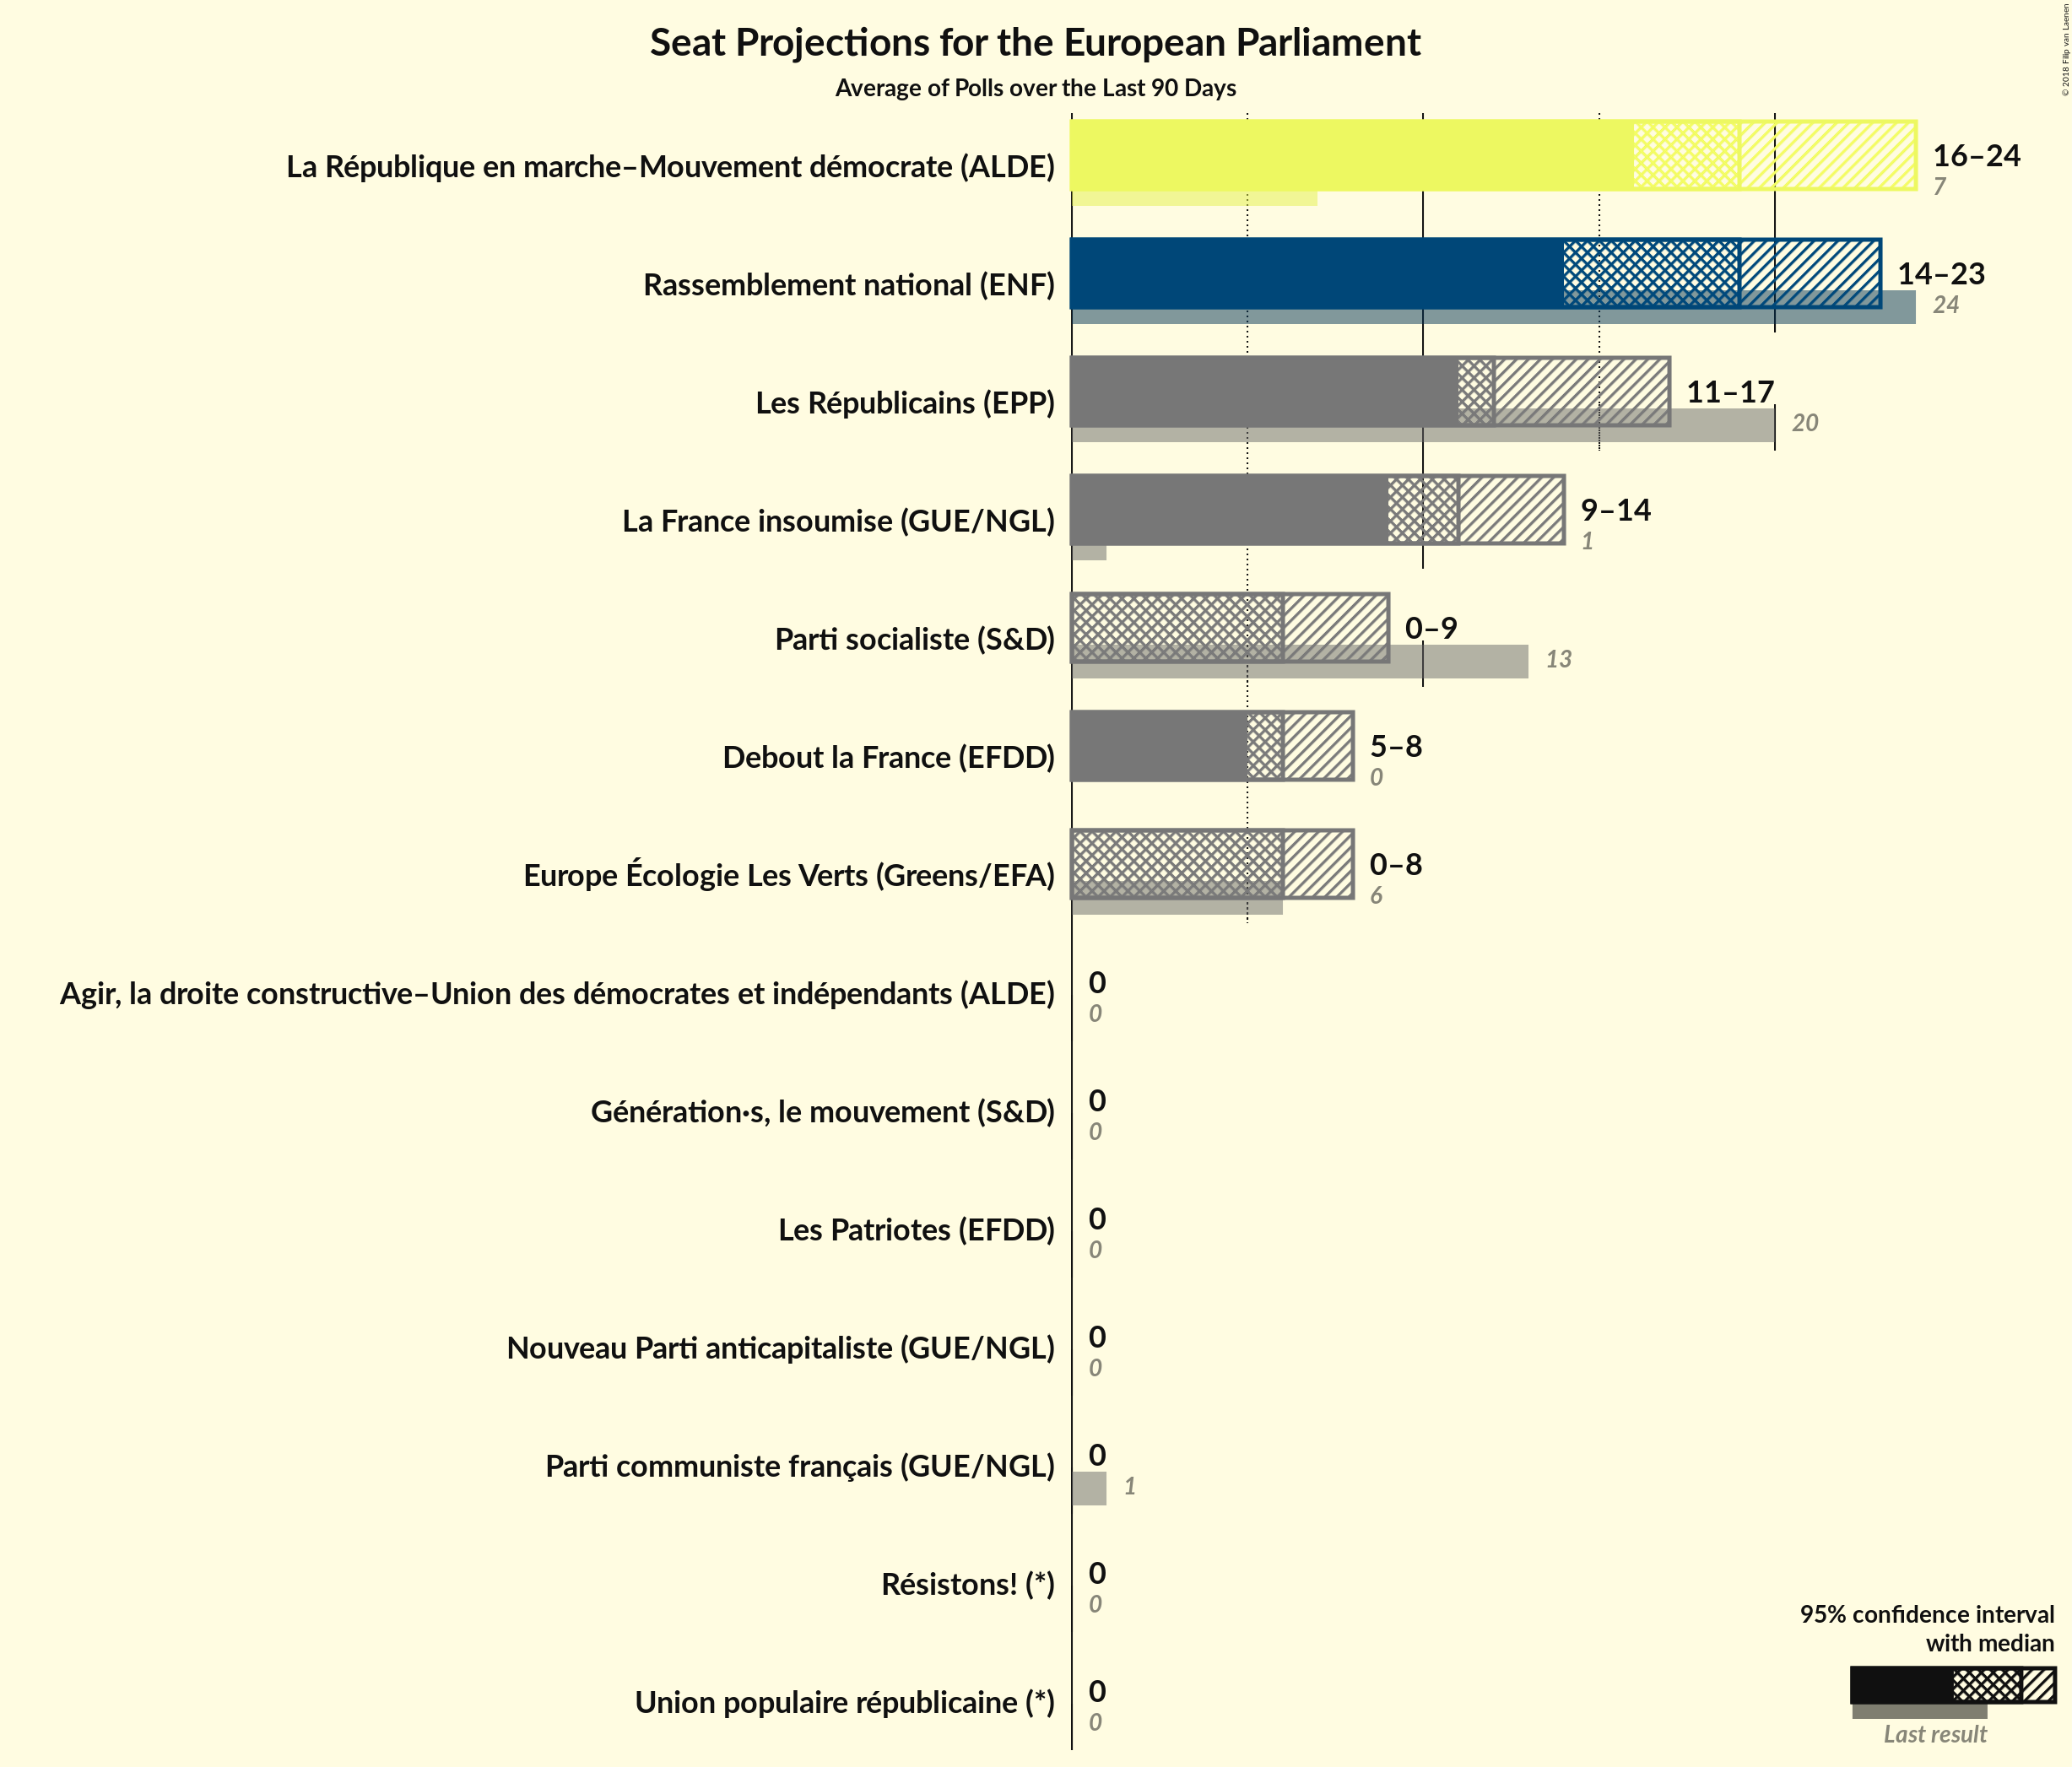 © 2018 Filip van Laenen
Seat Projections for the European Parliament
Average of Polls over the Last 90 Days
La République en marche–Mouvement démocrate (ALDE)
16–24
7
Rassemblement national (ENF)
14–23
24
Les Républicains (EPP)
11–17
20
La France insoumise (GUE/NGL)
9–14
1
Parti socialiste (S&D)
0–9
13
Debout la France (EFDD)
5–8
0
Europe Écologie Les Verts (Greens/EFA)
0–8
6
Agir, la droite constructive–Union des démocrates et indépendants (ALDE)
0
0
Génération·s, le mouvement (S&D)
0
0
Les Patriotes (EFDD)
0
0
Nouveau Parti anticapitaliste (GUE/NGL)
0
0
Parti communiste français (GUE/NGL)
0
1
Résistons! (*)
0
0
Union populaire républicaine (*)
0
0
95% confidence interval
with median
Last result